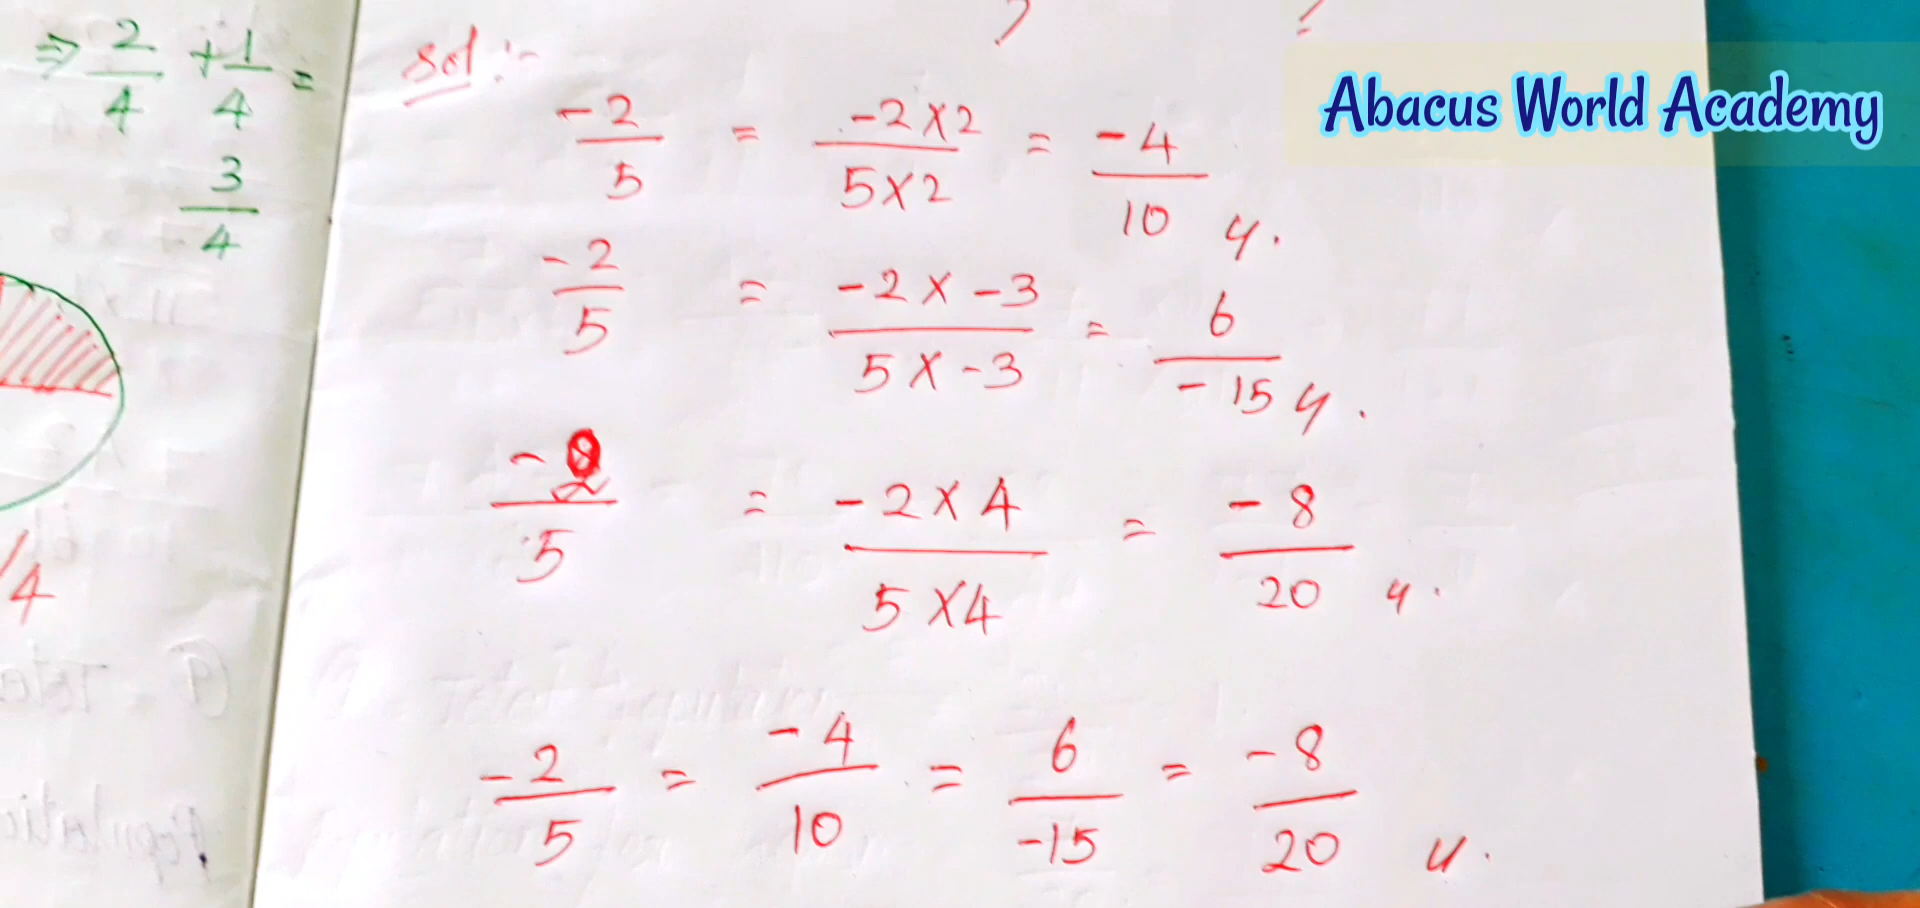 ⇒ 2/4 + 1/4 =
3/4
/4
Abacus World Academy
Sol :-
-2/5 = -2×2/5×2 = -4/10
-2/5 = -2× -3/5× -3 = 6/-15
-2/5 = -2×4/5×4 = -8/20
-2/5 = -4/10 = 6/-15 = -8/20